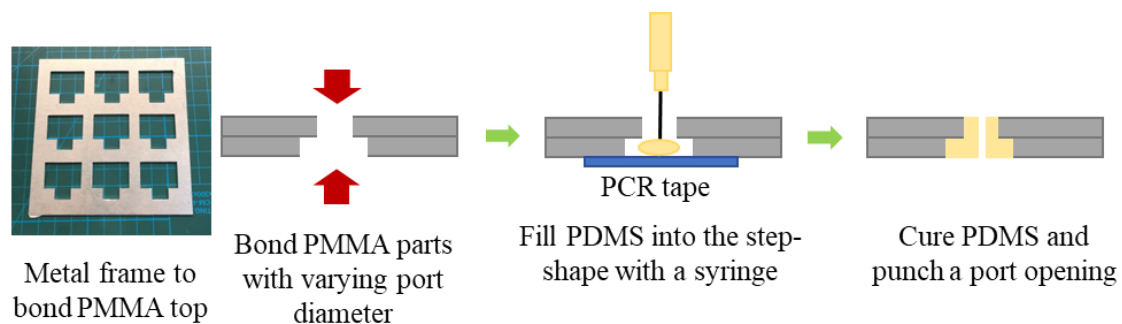 Metal frame to
bond PMMA top
Bond PMMA parts
with varying port
diameter
PCR tape
Fill PDMS into the step-
shape with a syringe
Cure PDMS and
punch a port opening